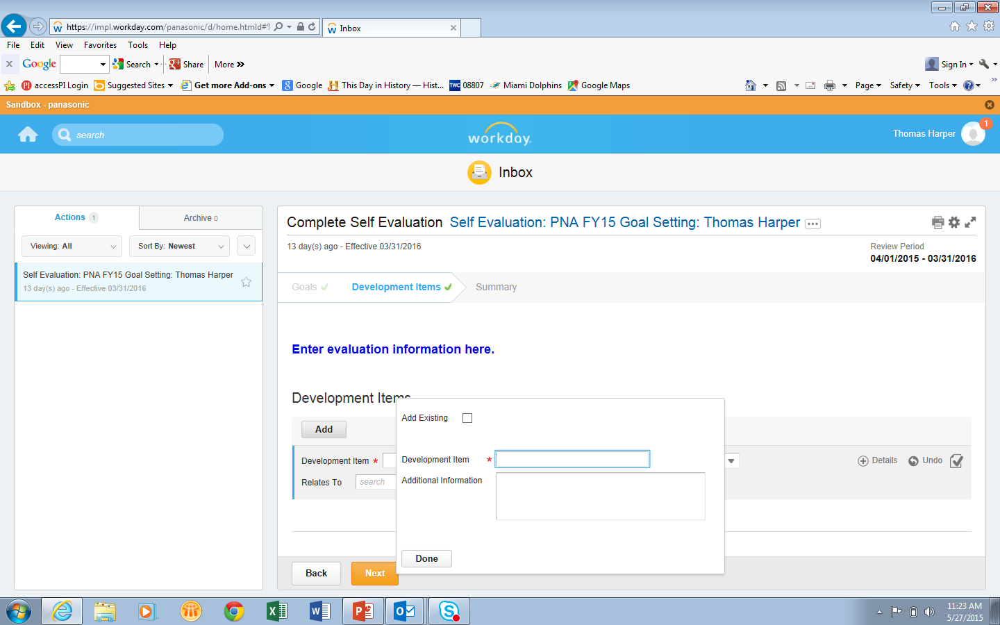 https://impl.workday.com/panasonic/d/home.htmld#
Inbox
File Edit View Favorites Tools Help
x Google Search Share More »
Sign In
accessPI Login Suggested Sites Get more Add-ons Google This Day in History — Hist... TWC 08807 Miami Dolphins Google Maps
Page Safety Tools
Sandbox - panasonic
search
workday.
Thomas Harper
1
Inbox
Actions 1
Archive 0
Viewing: All
Sort By: Newest
Self Evaluation: PNA FY15 Goal Setting: Thomas Harper
13 day(s) ago - Effective 03/31/2016
Complete Self Evaluation Self Evaluation: PNA FY15 Goal Setting: Thomas Harper
13 day(s) ago - Effective 03/31/2016
Review Period
04/01/2015 - 03/31/2016
Goals
Development Items
Summary
Enter evaluation information here.
Development Items
Add
Development Item *
Relates To search
Details Undo
Add Existing
Development Item *
Additional Information
Done
Back
Next
11:23 AM
5/27/2015